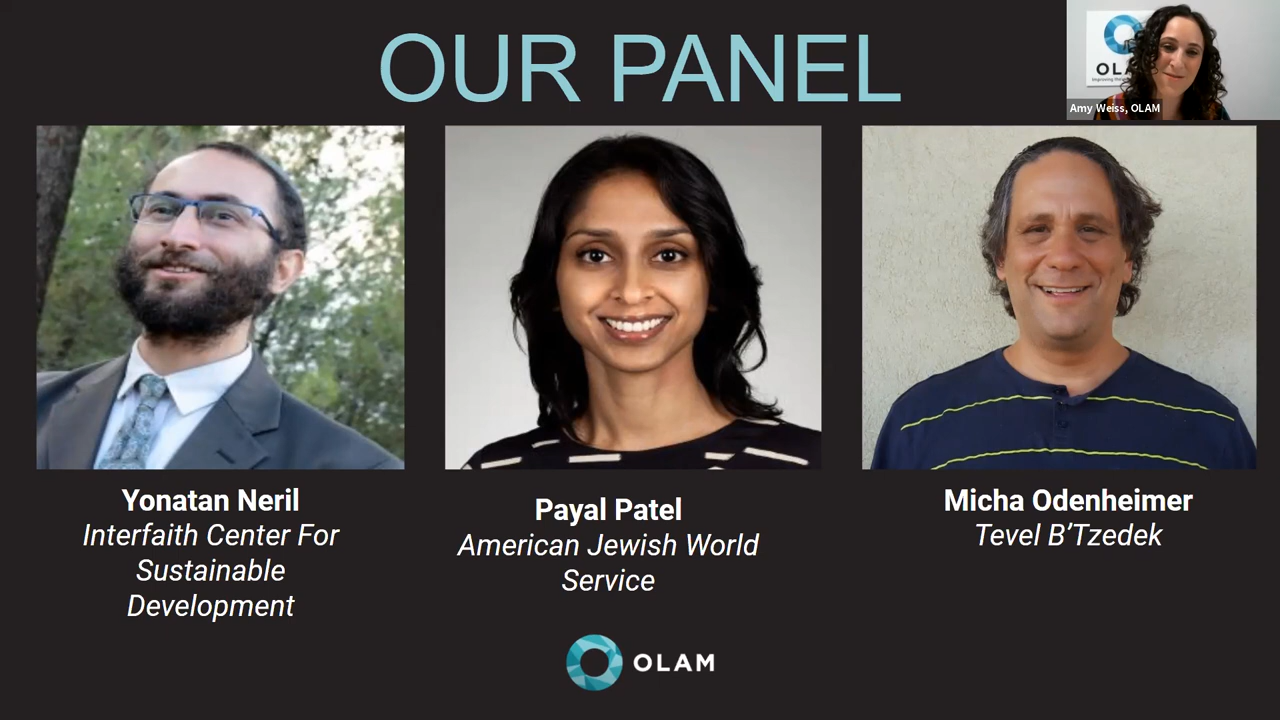 OUR PANEL
OLA
Amy Weiss, OLAM
Yonatan Neril
Interfaith Center For
Sustainable
Development
Payal Patel
American Jewish World
Service
Micha Odenheimer
Tevel B'Tzedek
OLAM